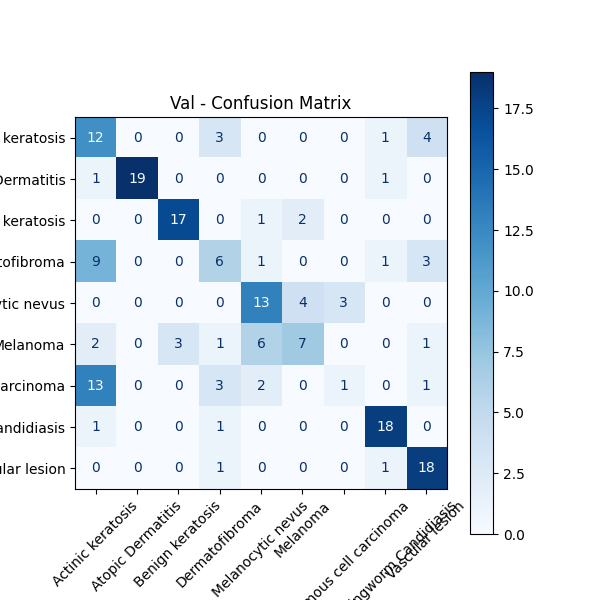 Val - Confusion Matrix
keratosis 12 0 0 3 0 0 0 1 4
Dermatitis 1 19 0 0 0 0 0 1 0
keratosis 0 0 17 0 1 2 0 0 0
tofibroma 9 0 0 6 1 0 0 1 3
tic nevus 0 0 0 0 13 4 3 0 0
Melanoma 2 0 3 1 6 7 0 0 1
arcinoma 13 0 0 3 2 0 1 0 1
andidiasis 1 0 0 1 0 0 0 18 0
ular lesion 0 0 0 1 0 0 0 1 18
Actinic keratosis
Atopic Dermatitis
Benign keratosis
Dermatofibroma
Melanocytic nevus
Melanoma
mous cell carcinoma
ngworm Candidiasis
Vascular lesion
17.5
15.0
12.5
10.0
7.5
5.0
2.5
0.0